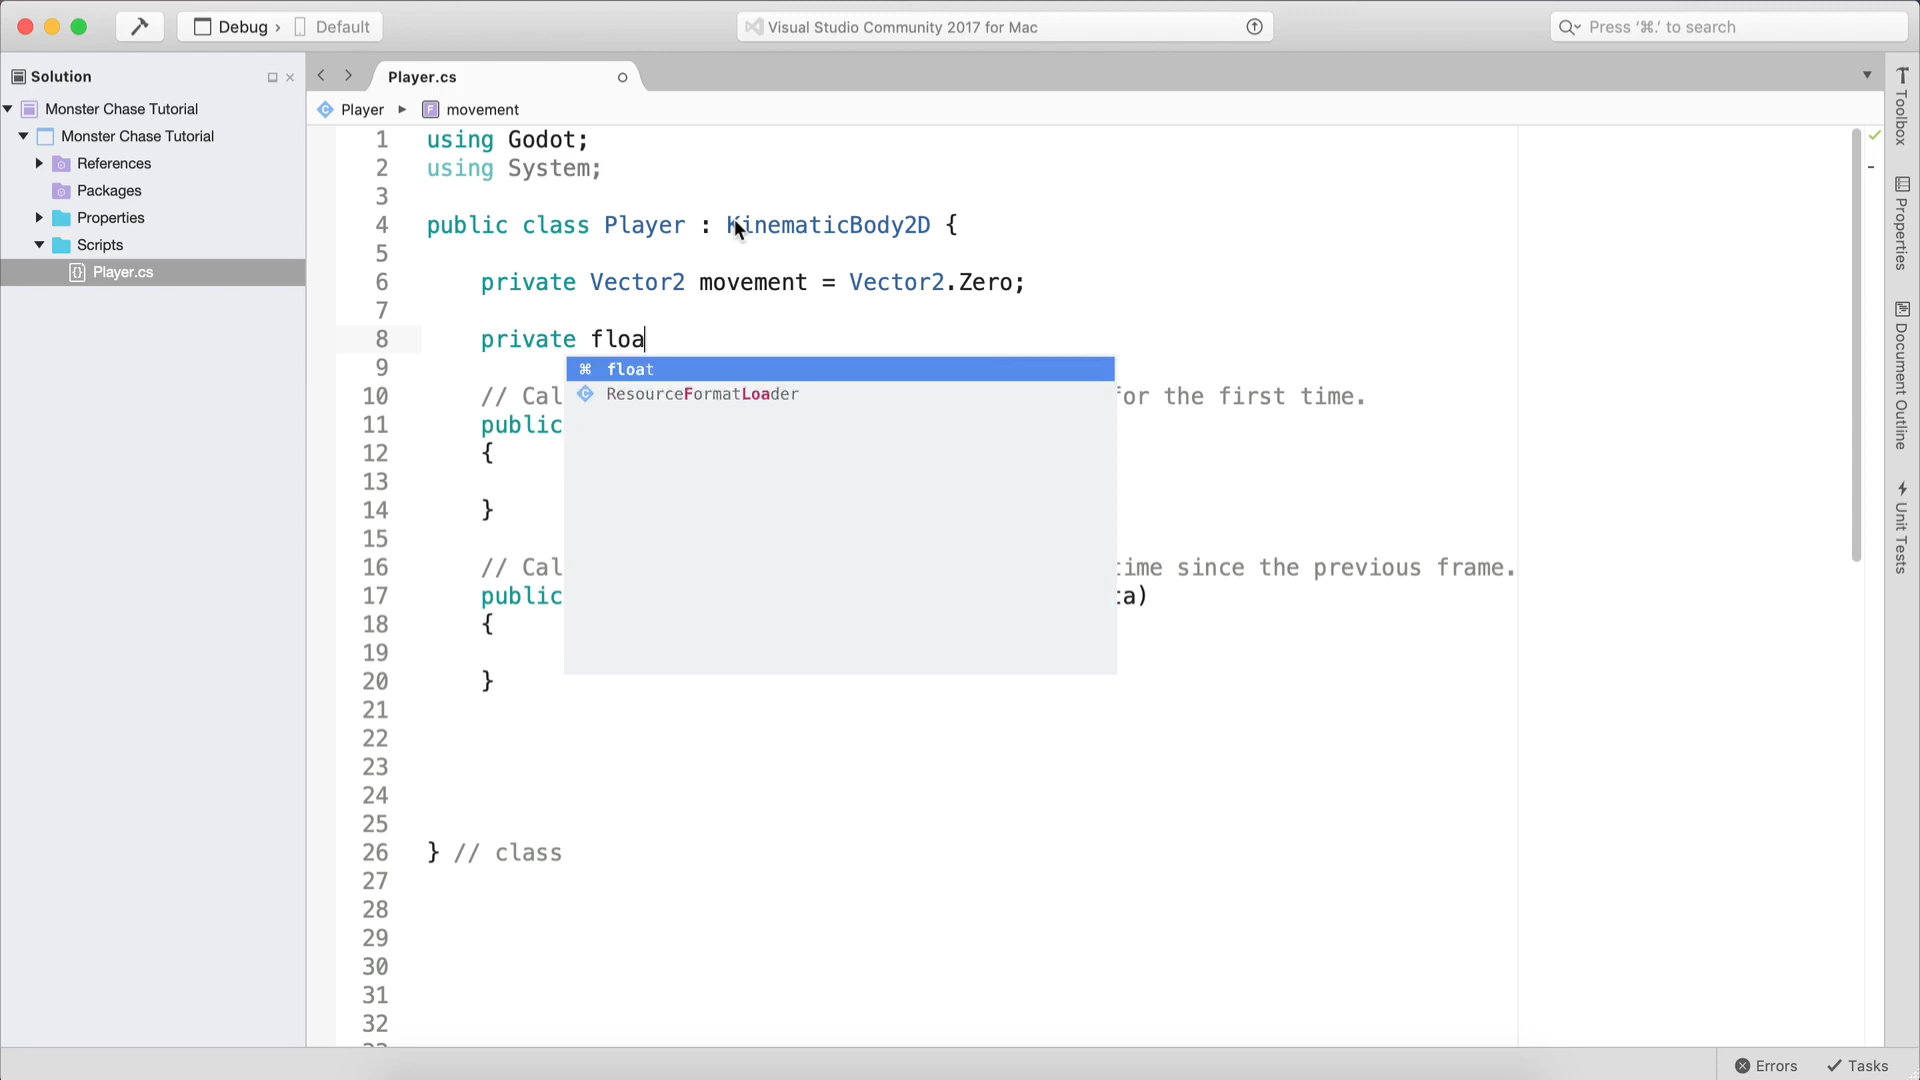 Debug › Default
Visual Studio Community 2017 for Mac
Press '⌘.' to search
Solution
Monster Chase Tutorial
Monster Chase Tutorial
References
Packages
Properties
Scripts
Player.cs
Player.cs
Player ▸ movement
1 using Godot;
2 using System;
3
4 public class Player : KinematicBody2D {
5
6 private Vector2 movement = Vector2.Zero;
7
8 private floa
float
ResourceFormatLoader
9
10 // Cal for the first time.
11 public
12 {
13
14 }
15
16 // Cal time since the previous frame.
17 public ta)
18 {
19
20 }
21
22
23
24
25
26 } // class
27
28
29
30
31
32
Toolbox
Properties
Document Outline
Unit Tests
Errors
Tasks